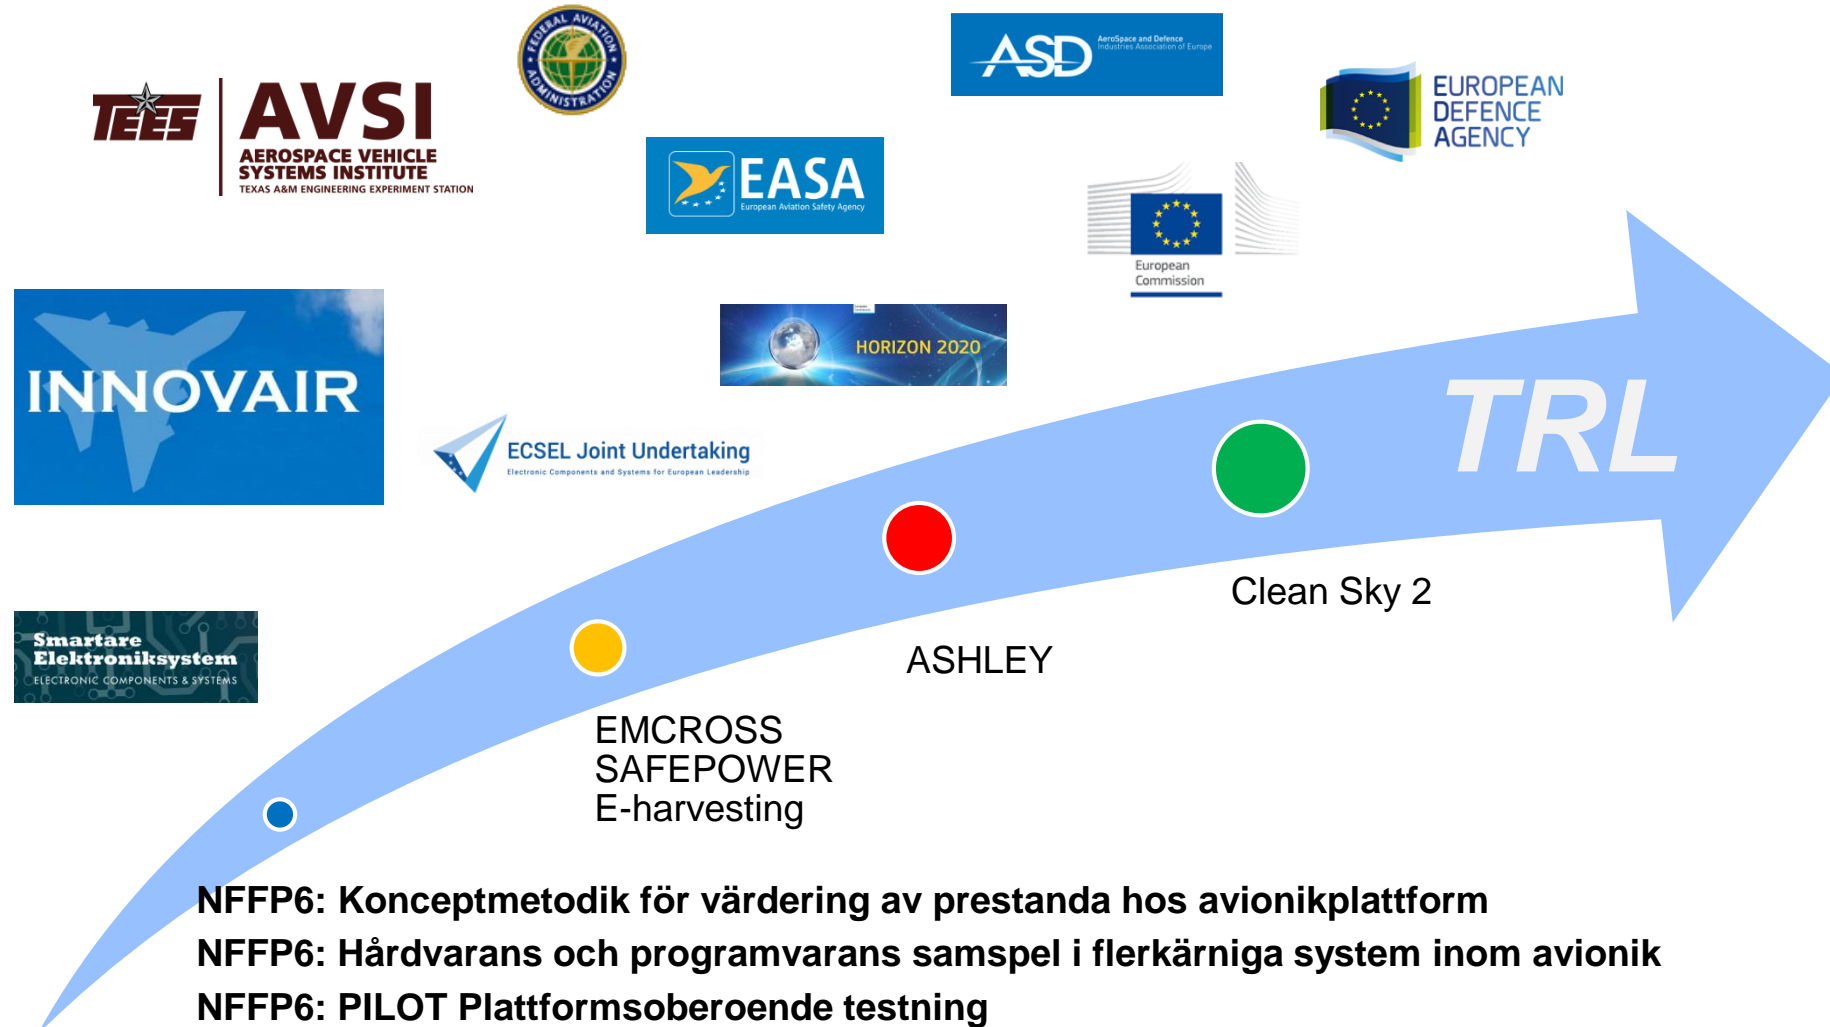 FEDERAL AVIATION
ADMINISTRATION
ASD
AeroSpace and Defence
Industries Association of Europe
EUROPEAN
DEFENCE
AGENCY
TEES
AVSI
AEROSPACE VEHICLE
SYSTEMS INSTITUTE
TEXAS A&M ENGINEERING EXPERIMENT STATION
EASA
European Aviation Safety Agency
European
Commission
INNOVAIR
HORIZON 2020
TRL
ECSEL Joint Undertaking
Electronic Components and Systems for European Leadership
Clean Sky 2
Smartare
Elektroniksystem
ELECTRONIC COMPONENTS & SYSTEMS
ASHLEY
EMCROSS
SAFEPOWER
E-harvesting
NFFP6: Konceptmetodik för värdering av prestanda hos avionikplattform
NFFP6: Hårdvarans och programvarans samspel i flerkärniga system inom avionik
NFFP6: PILOT Plattformsoberoende testning